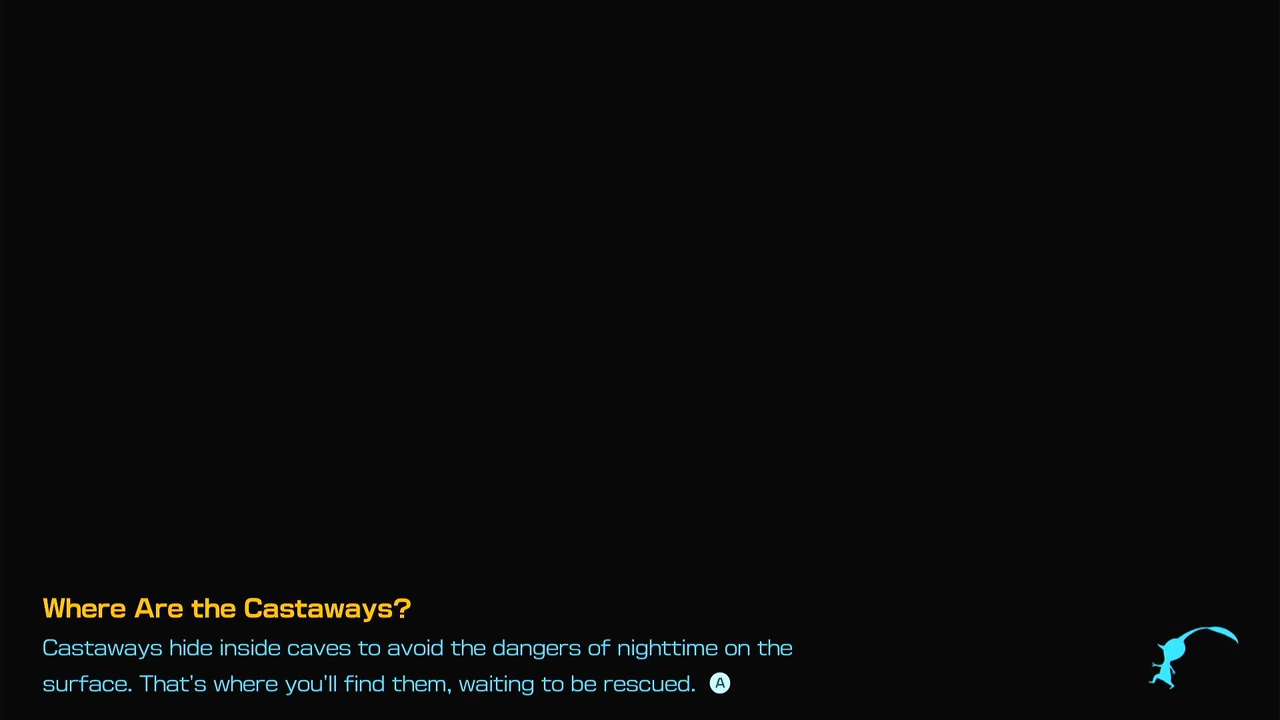 Where Are the Castaways?
Castaways hide inside caves to avoid the dangers of nighttime on the
surface. That's where you'll find them, waiting to be rescued. A